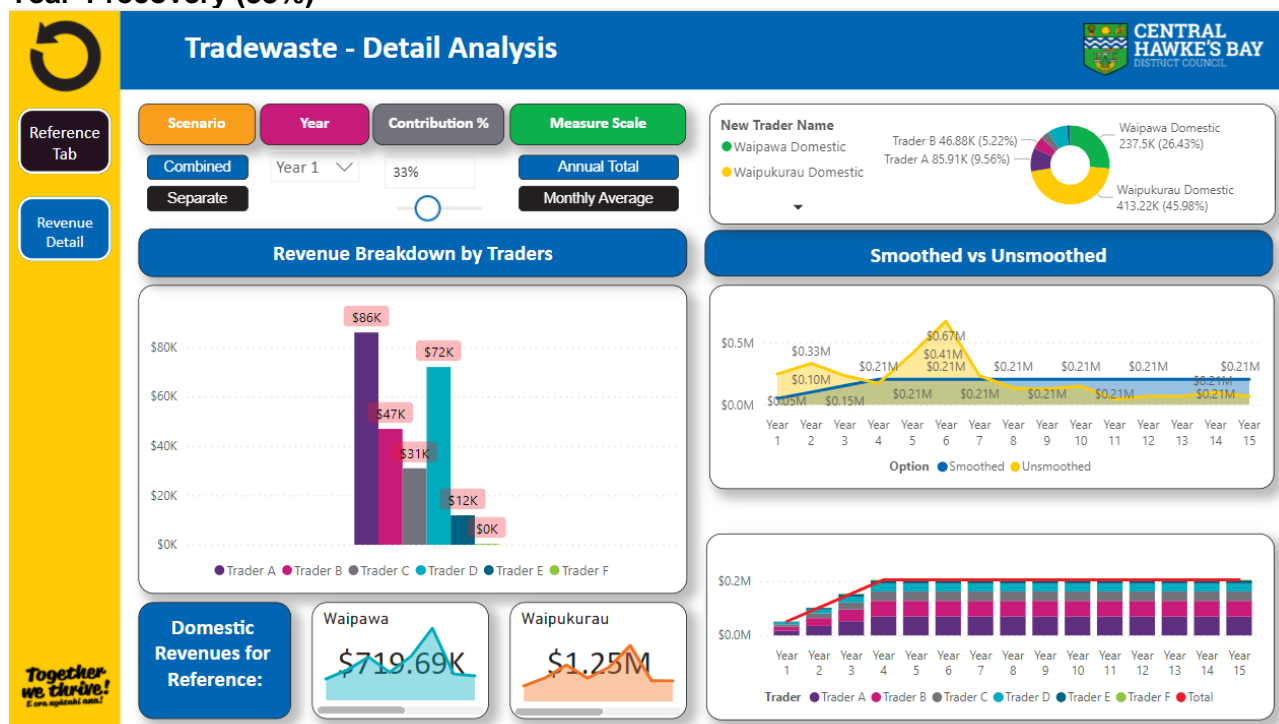 Year 1 recovery (33%)
Tradewaste - Detail Analysis
CENTRAL
HAWKE'S BAY
DISTRICT COUNCIL
Reference
Tab
Revenue
Detail
Together
we thrive!
E ora ngātahi ana!
Scenario
Year
Contribution %
Measure Scale
Combined
Separate
Year 1
33%
Annual Total
Monthly Average
New Trader Name
Waipawa Domestic
Waipukurau Domestic
Trader B 46.88K (5.22%)
Trader A 85.91K (9.56%)
Waipawa Domestic
237.5K (26.43%)
Waipukurau Domestic
413.22K (45.98%)
Revenue Breakdown by Traders
$80K
$60K
$40K
$20K
$0K
$86K
$47K
$31K
$72K
$12K
$0K
Trader A Trader B Trader C Trader D Trader E Trader F
Smoothed vs Unsmoothed
$0.5M
$0.0M
$0.33M
$0.10M
$0.05M
$0.15M
$0.21M
$0.21M
$0.67M
$0.41M
$0.21M
$0.21M
$0.21M
$0.21M
$0.21M
$0.21M
$0.21M
$0.21M
$0.21M
$0.21M
$0.21M
Year 1 Year 2 Year 3 Year 4 Year 5 Year 6 Year 7 Year 8 Year 9 Year 10 Year 11 Year 12 Year 13 Year 14 Year 15
Option Smoothed Unsmoothed
$0.2M
$0.0M
Year 1 Year 2 Year 3 Year 4 Year 5 Year 6 Year 7 Year 8 Year 9 Year 10 Year 11 Year 12 Year 13 Year 14 Year 15
Trader Trader A Trader B Trader C Trader D Trader E Trader F Total
Domestic
Revenues for
Reference:
Waipawa
$719.69K
Waipukurau
$1.25M